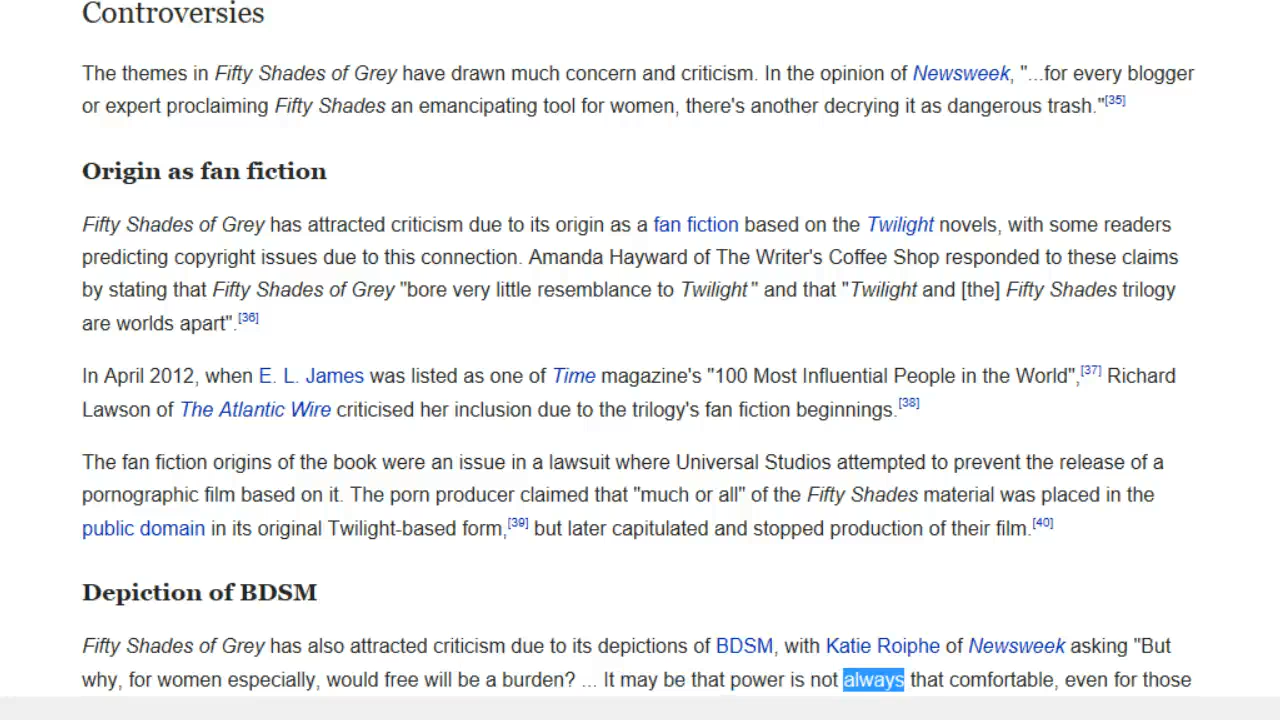 Controversies
The themes in Fifty Shades of Grey have drawn much concern and criticism. In the opinion of Newsweek, "...for every blogger
or expert proclaiming Fifty Shades an emancipating tool for women, there's another decrying it as dangerous trash."[35]
Origin as fan fiction
Fifty Shades of Grey has attracted criticism due to its origin as a fan fiction based on the Twilight novels, with some readers
predicting copyright issues due to this connection. Amanda Hayward of The Writer's Coffee Shop responded to these claims
by stating that Fifty Shades of Grey "bore very little resemblance to Twilight" and that "Twilight and [the] Fifty Shades trilogy
are worlds apart".[36]
In April 2012, when E. L. James was listed as one of Time magazine's "100 Most Influential People in the World",[37] Richard
Lawson of The Atlantic Wire criticised her inclusion due to the trilogy's fan fiction beginnings.[38]
The fan fiction origins of the book were an issue in a lawsuit where Universal Studios attempted to prevent the release of a
pornographic film based on it. The porn producer claimed that "much or all" of the Fifty Shades material was placed in the
public domain in its original Twilight-based form,[39] but later capitulated and stopped production of their film.[40]
Depiction of BDSM
Fifty Shades of Grey has also attracted criticism due to its depictions of BDSM, with Katie Roiphe of Newsweek asking "But
why, for women especially, would free will be a burden? ... It may be that power is not always that comfortable, even for those